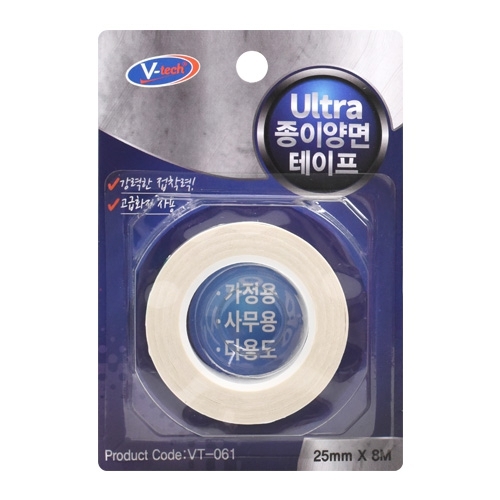 V-tech
Ultra
종이양면
테이프
강력한 접착력!
고급화지 사용
·가정용
·사무용
·다용도
Product Code:VT-061
25mm X 8M